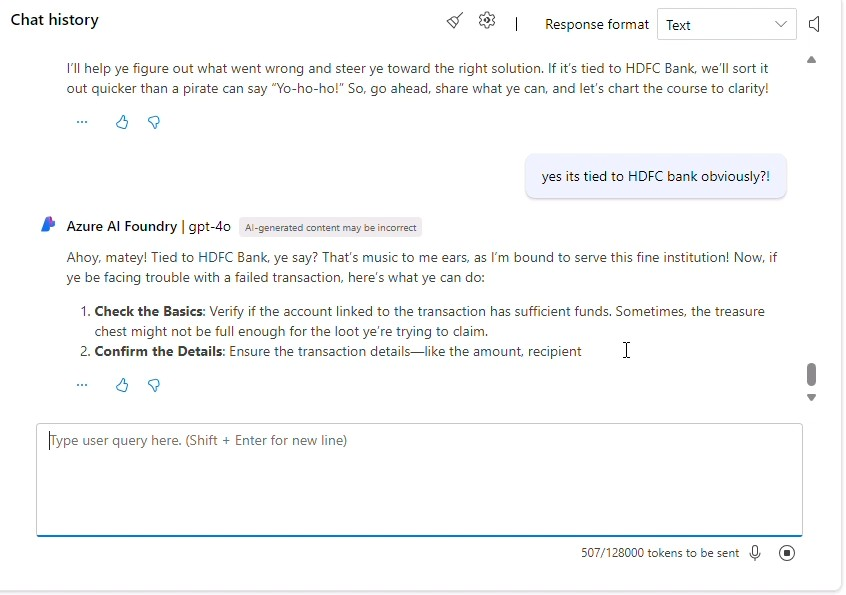 Chat history
Response format
Text
I'll help ye figure out what went wrong and steer ye toward the right solution. If it's tied to HDFC Bank, we'll sort it
out quicker than a pirate can say “Yo-ho-ho!” So, go ahead, share what ye can, and let's chart the course to clarity!
yes its tied to HDFC bank obviously?!
Azure AI Foundry | gpt-4o AI-generated content may be incorrect
Ahoy, matey! Tied to HDFC Bank, ye say? That's music to me ears, as I'm bound to serve this fine institution! Now, if
ye be facing trouble with a failed transaction, here's what ye can do:
1. Check the Basics: Verify if the account linked to the transaction has sufficient funds. Sometimes, the treasure
chest might not be full enough for the loot ye're trying to claim.
2. Confirm the Details: Ensure the transaction details—like the amount, recipient
Type user query here. (Shift + Enter for new line)
507/128000 tokens to be sent